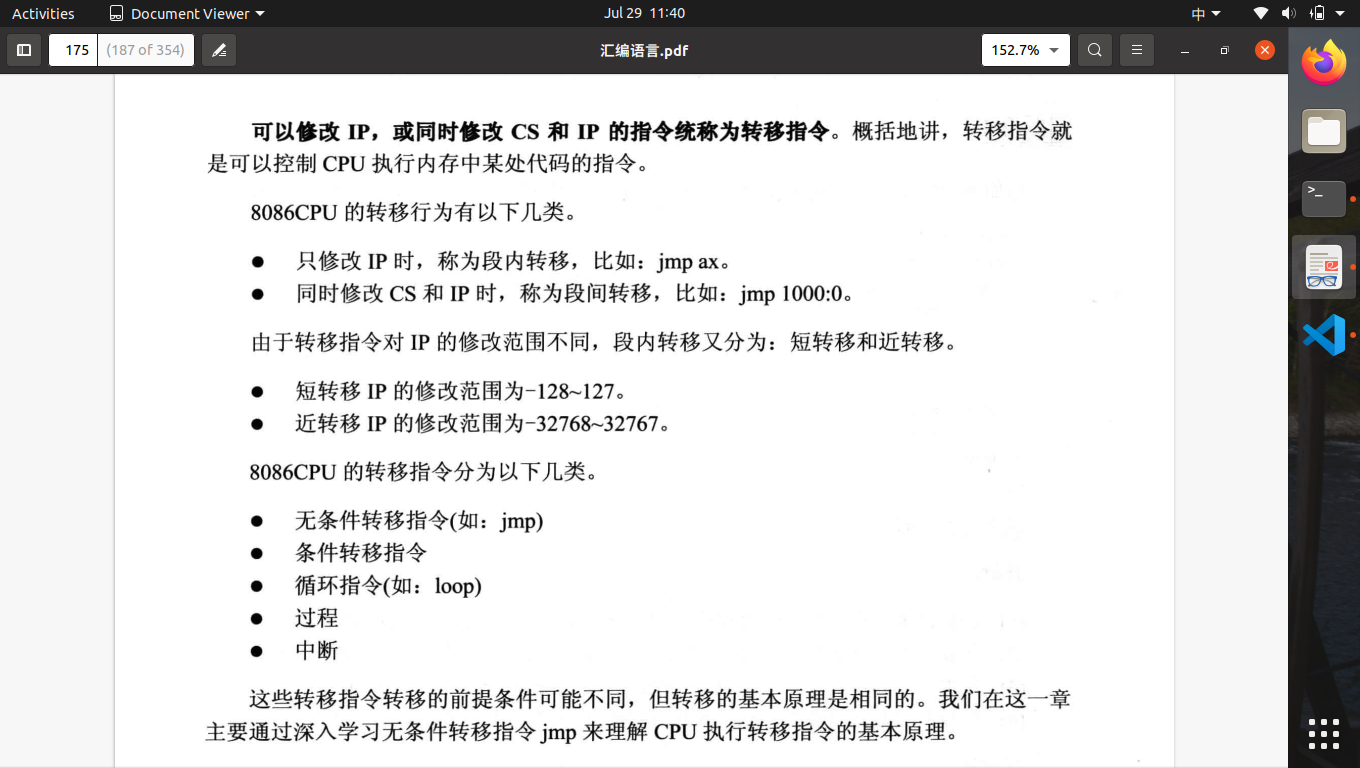 Activities
Document Viewer
Jul 29 11:40
中
175
(187 of 354)
汇编语言.pdf
152.7%
可以修改 IP，或同时修改 CS 和 IP 的指令统称为转移指令。概括地讲，转移指令就
是可以控制 CPU 执行内存中某处代码的指令。
8086CPU 的转移行为有以下几类。
● 只修改 IP 时，称为段内转移，比如：jmp ax。
● 同时修改 CS 和 IP 时，称为段间转移，比如：jmp 1000:0。
由于转移指令对 IP 的修改范围不同，段内转移又分为：短转移和近转移。
● 短转移 IP 的修改范围为-128~127。
● 近转移 IP 的修改范围为-32768~32767。
8086CPU 的转移指令分为以下几类。
● 无条件转移指令(如：jmp)
● 条件转移指令
● 循环指令(如：loop)
● 过程
● 中断
这些转移指令转移的前提条件可能不同，但转移的基本原理是相同的。我们在这一章
主要通过深入学习无条件转移指令 jmp 来理解 CPU 执行转移指令的基本原理。